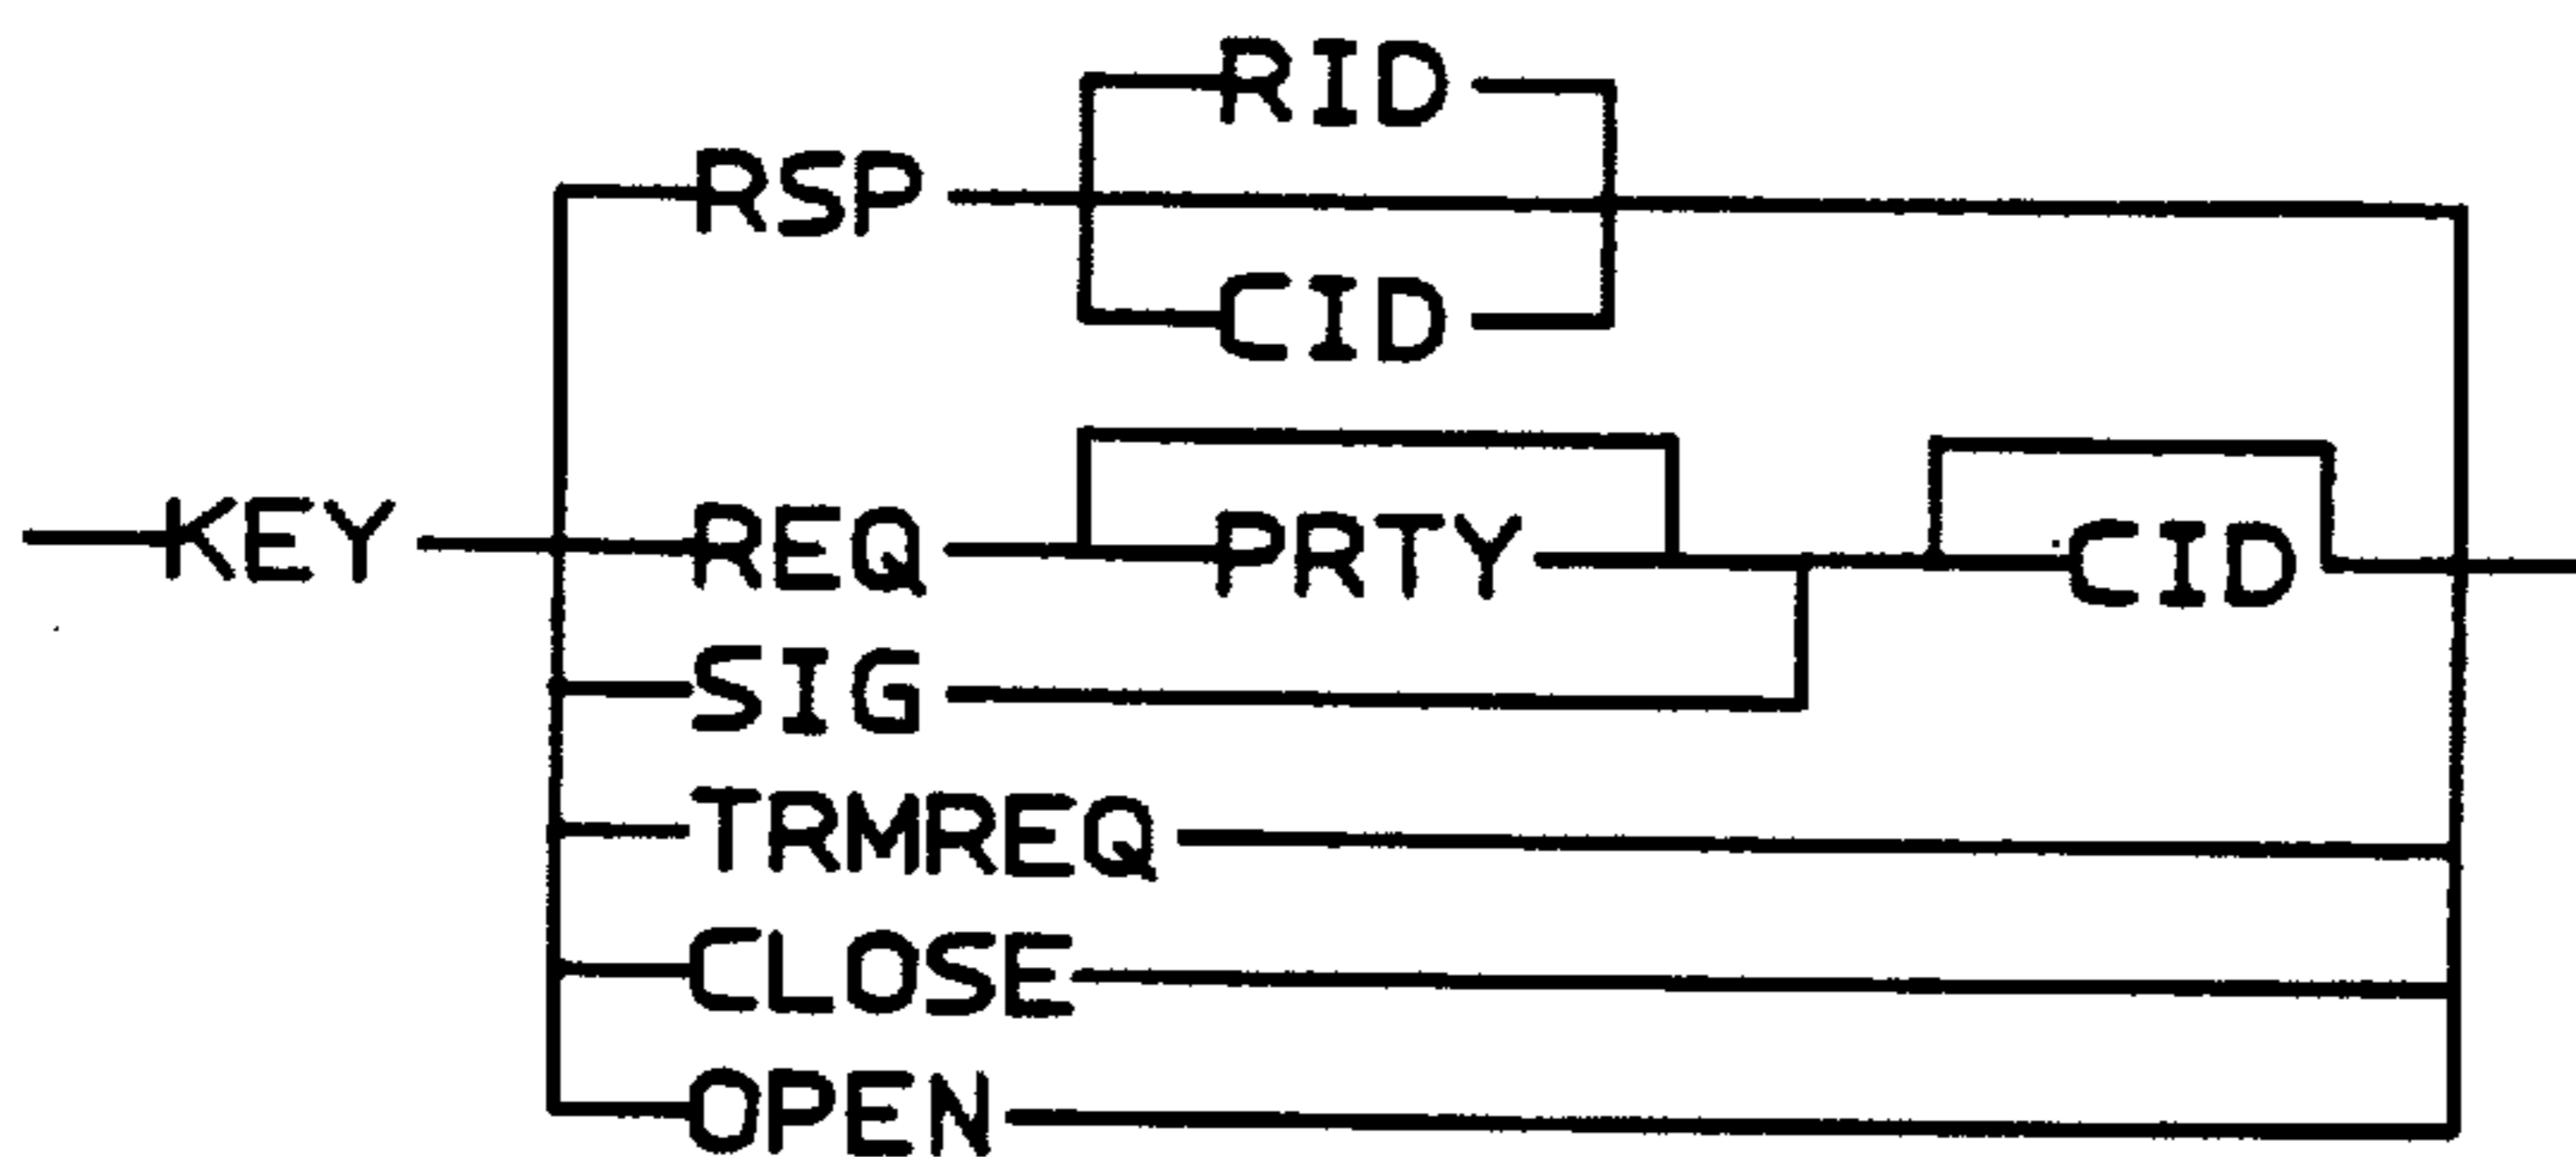 RID
RSP
CID
KEY REQ PRTY CID
SIG
TRMREQ
CLOSE
OPEN